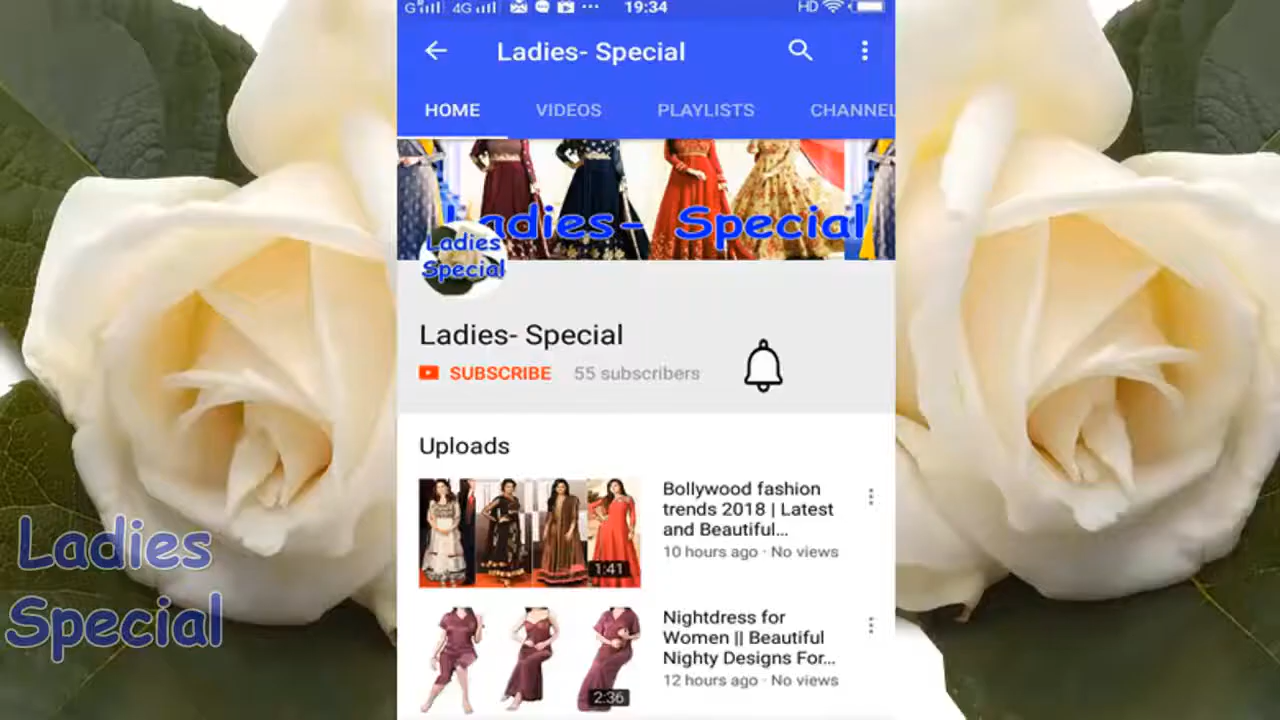 G 4G 19:34 HD
Ladies- Special
HOME VIDEOS PLAYLISTS CHANNEL
Ladies- Special
Ladies
Special
Ladies- Special
SUBSCRIBE 55 subscribers
Uploads
Bollywood fashion
trends 2018 | Latest
and Beautiful...
10 hours ago · No views
1:41
Nightdress for
Women || Beautiful
Nighty Designs For...
12 hours ago · No views
2:36
Ladies
Special